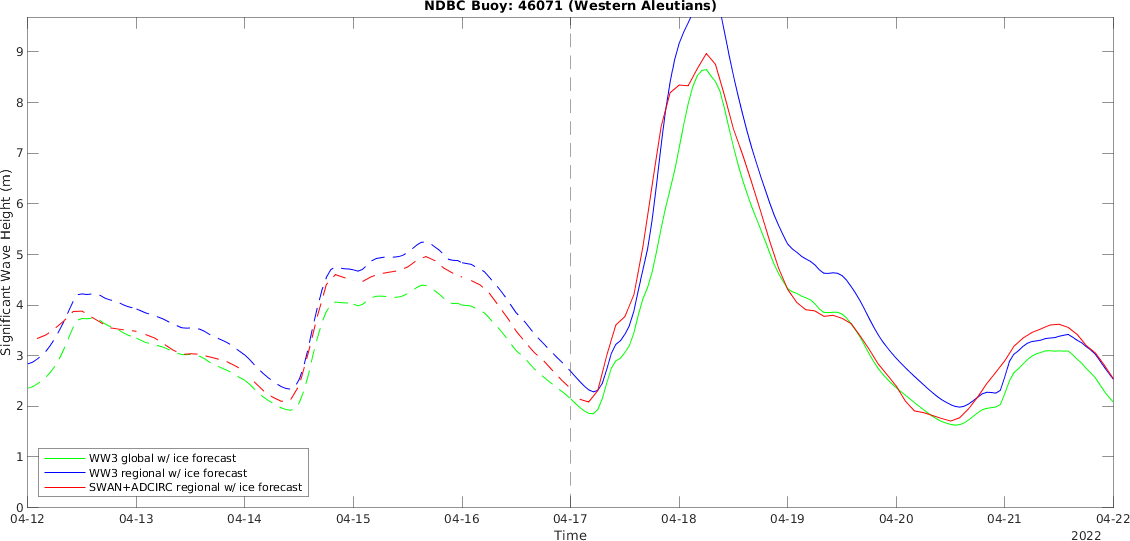 NDBC Buoy: 46071 (Western Aleutians)
Significant Wave Height (m)
9
8
7
6
5
4
3
2
1
0
WW3 global w/ ice forecast
WW3 regional w/ ice forecast
SWAN+ADCIRC regional w/ ice forecast
04-12 04-13 04-14 04-15 04-16 04-17 04-18 04-19 04-20 04-21 04-22
Time
2022